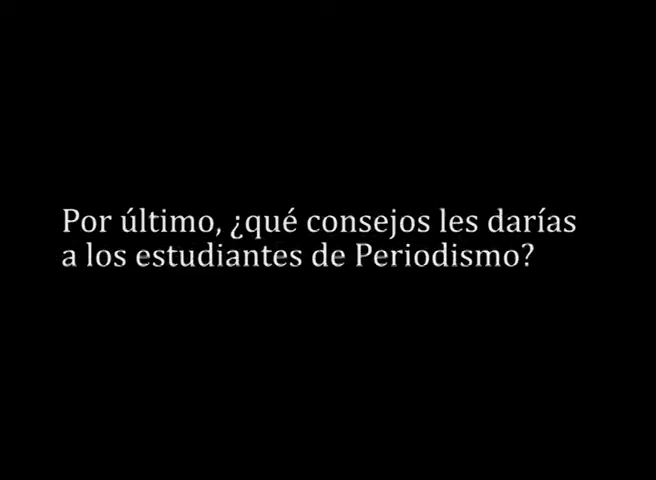 Por último, ¿qué consejos les darías
a los estudiantes de Periodismo?